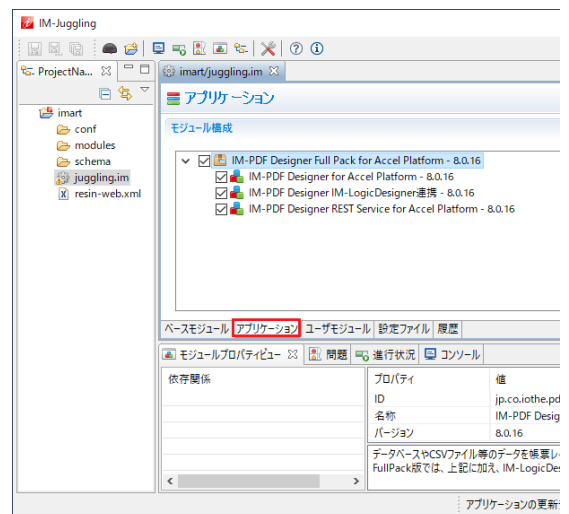 IM-Juggling
ProjectNa...
imart/juggling.im
アプリケーション
imart
conf
modules
schema
juggling.im
resin-web.xml
モジュール構成
IM-PDF Designer Full Pack for Accel Platform - 8.0.16
IM-PDF Designer for Accel Platform - 8.0.16
IM-PDF Designer IM-LogicDesigner連携 - 8.0.16
IM-PDF Designer REST Service for Accel Platform - 8.0.16
ベースモジュール アプリケーション ユーザモジュール 設定ファイル 履歴
モジュールプロパティビュー 問題 進行状況 コンソール
依存関係
プロパティ 値
ID jp.co.iothe.pd
名称 IM-PDF Desig
バージョン 8.0.16
データベースやCSVファイル等のデータを帳票レ
FullPack版では、上記に加え、IM-LogicDes
アプリケーションの更新